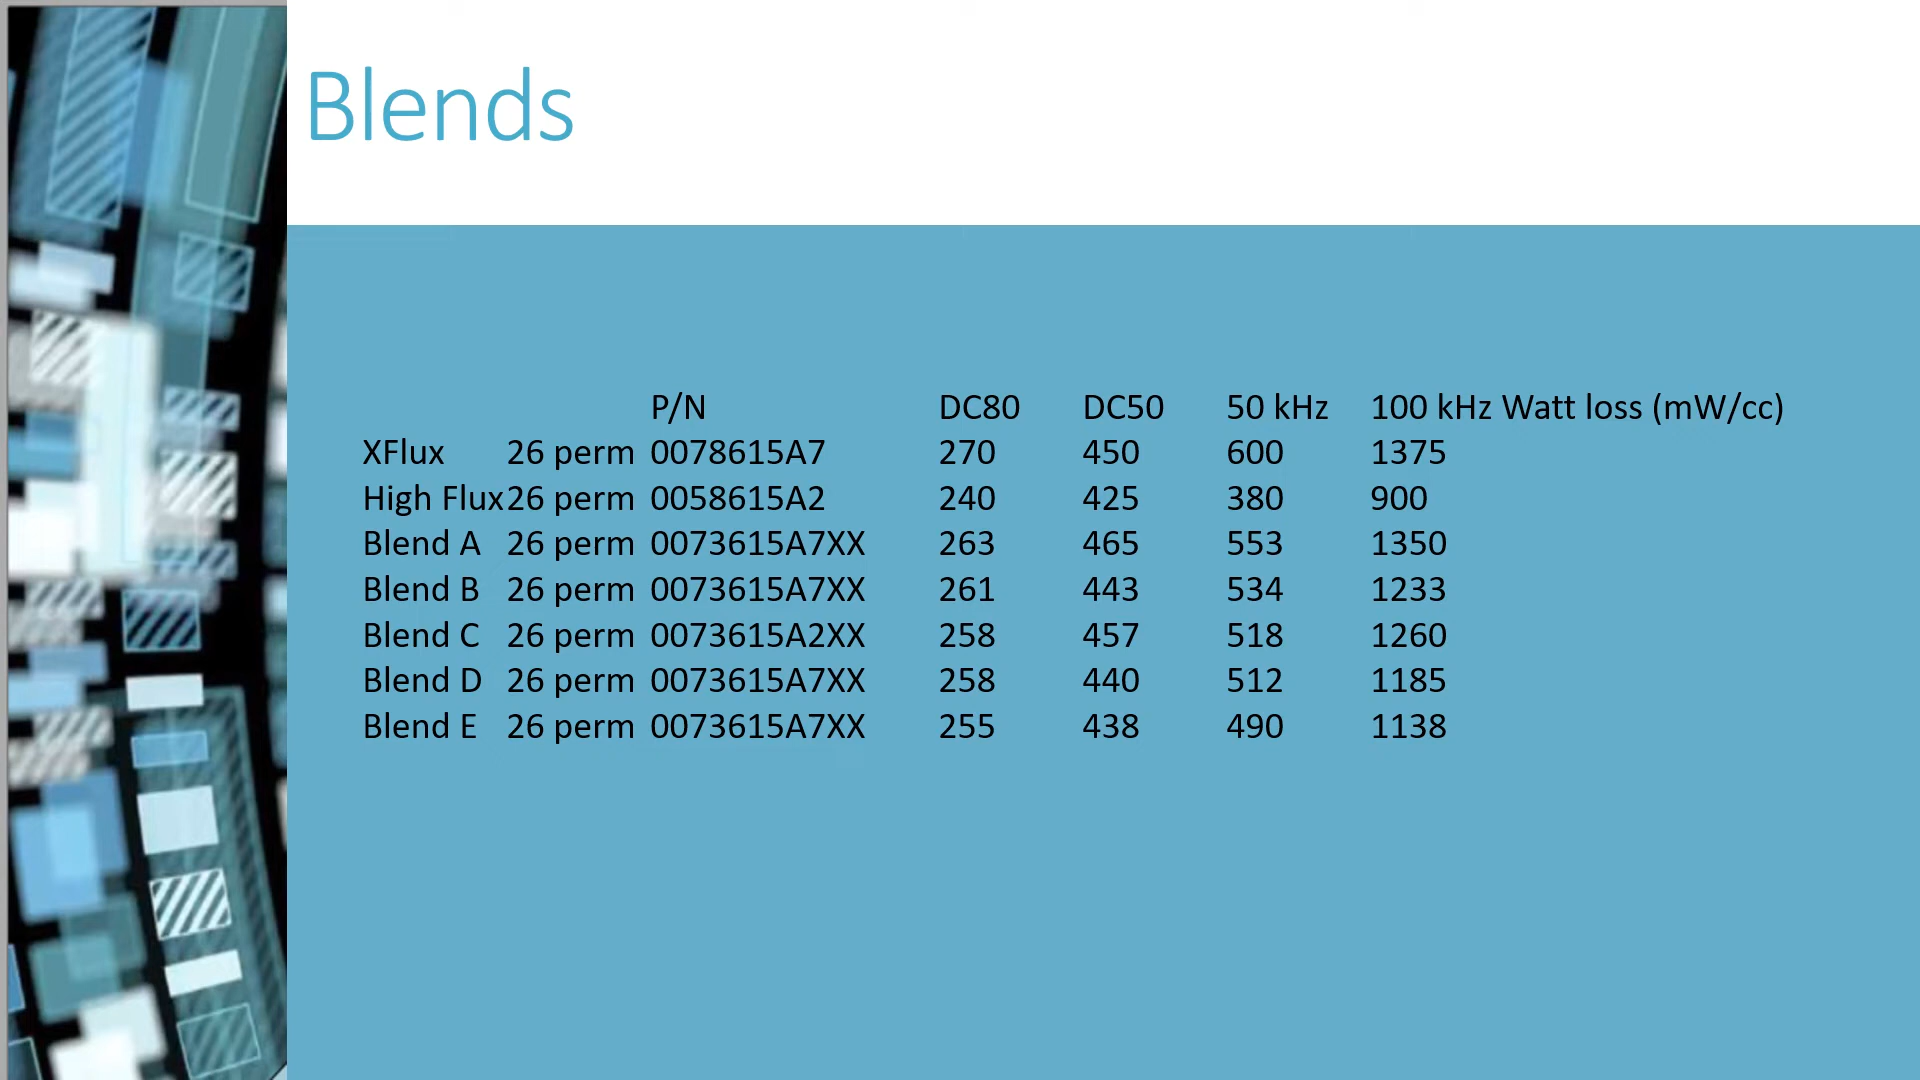 Blends
P/N DC80 DC50 50 kHz 100 kHz Watt loss (mW/cc)
XFlux 26 perm 0078615A7 270 450 600 1375
High Flux 26 perm 0058615A2 240 425 380 900
Blend A 26 perm 0073615A7XX 263 465 553 1350
Blend B 26 perm 0073615A7XX 261 443 534 1233
Blend C 26 perm 0073615A2XX 258 457 518 1260
Blend D 26 perm 0073615A7XX 258 440 512 1185
Blend E 26 perm 0073615A7XX 255 438 490 1138